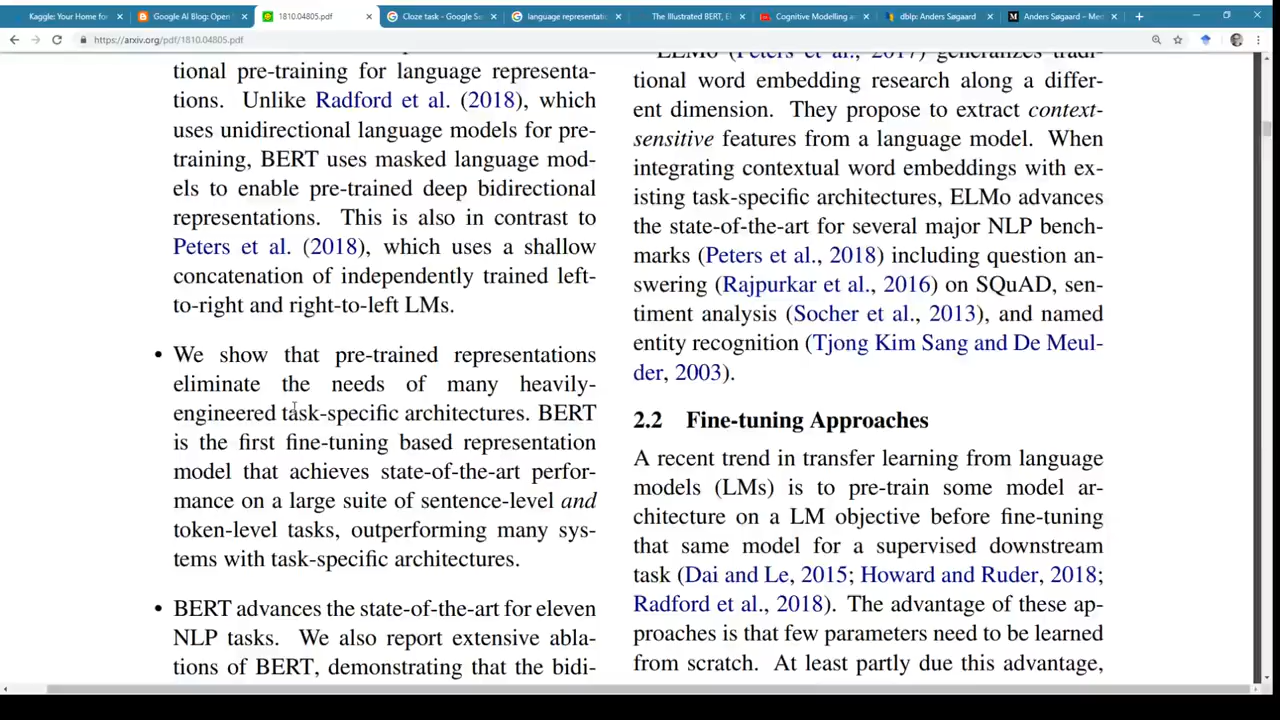 Kaggle: Your Home for
Google AI Blog: Open
1810.04805.pdf
Cloze task - Google Se
language representatio
The Illustrated BERT, E
Cognitive Modelling an
dblp: Anders Søgaard
Anders Søgaard – Med
https://arxiv.org/pdf/1810.04805.pdf
tional pre-training for language representa-
tions. Unlike Radford et al. (2018), which
uses unidirectional language models for pre-
training, BERT uses masked language mod-
els to enable pre-trained deep bidirectional
representations. This is also in contrast to
Peters et al. (2018), which uses a shallow
concatenation of independently trained left-
to-right and right-to-left LMs.
• We show that pre-trained representations
eliminate the needs of many heavily-
engineered task-specific architectures. BERT
is the first fine-tuning based representation
model that achieves state-of-the-art perfor-
mance on a large suite of sentence-level and
token-level tasks, outperforming many sys-
tems with task-specific architectures.
• BERT advances the state-of-the-art for eleven
NLP tasks. We also report extensive abla-
tions of BERT, demonstrating that the bidi-
ELMo (Peters et al., 2017) generalizes tradi-
tional word embedding research along a differ-
ent dimension. They propose to extract context-
sensitive features from a language model. When
integrating contextual word embeddings with ex-
isting task-specific architectures, ELMo advances
the state-of-the-art for several major NLP bench-
marks (Peters et al., 2018) including question an-
swering (Rajpurkar et al., 2016) on SQuAD, sen-
timent analysis (Socher et al., 2013), and named
entity recognition (Tjong Kim Sang and De Meul-
der, 2003).
2.2 Fine-tuning Approaches
A recent trend in transfer learning from language
models (LMs) is to pre-train some model ar-
chitecture on a LM objective before fine-tuning
that same model for a supervised downstream
task (Dai and Le, 2015; Howard and Ruder, 2018;
Radford et al., 2018). The advantage of these ap-
proaches is that few parameters need to be learned
from scratch. At least partly due this advantage,